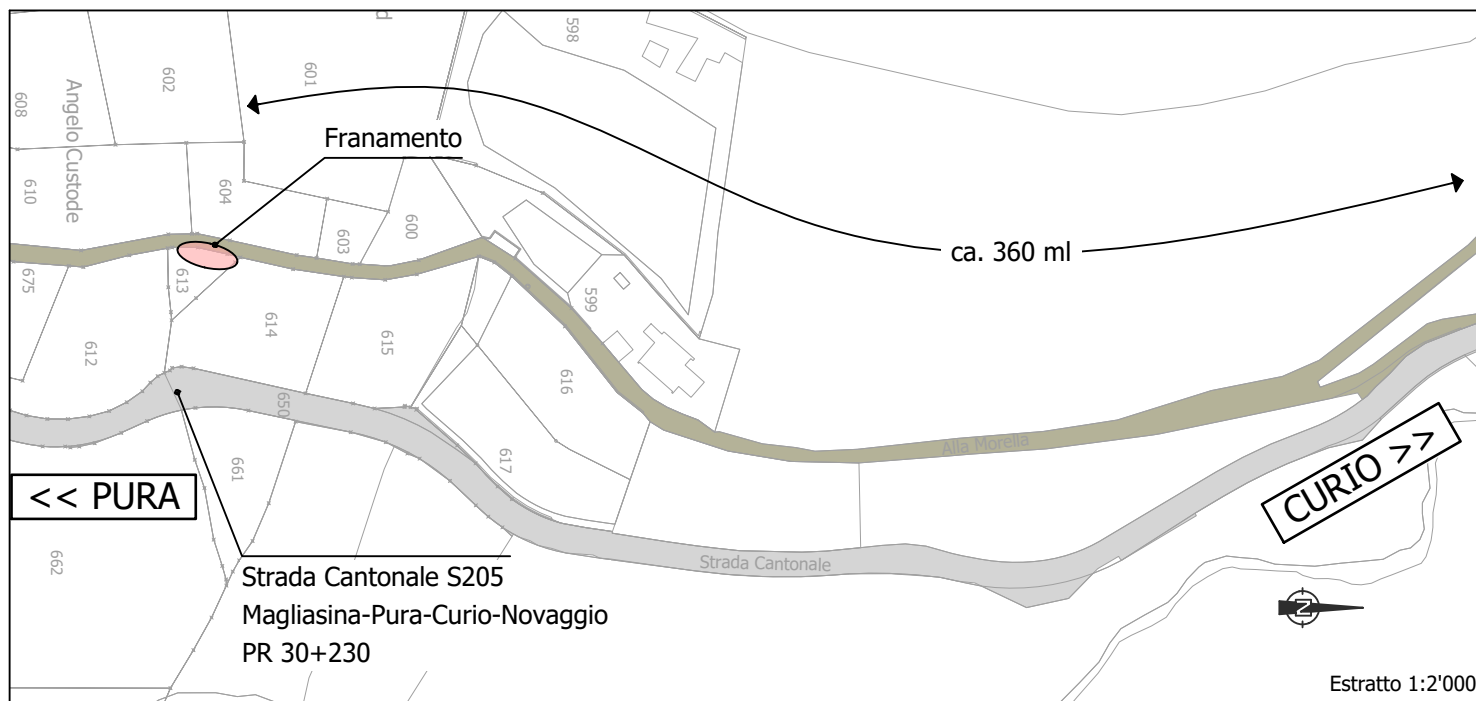 598
601
602
608
Angelo Custode
Franamento
610
604
603
600
ca. 360 ml
675
613
599
612
614
615
616
650
Alla Morella
617
661
<< PURA
CURIO >>
662
Strada Cantonale
Strada Cantonale S205
Magliasina-Pura-Curio-Novaggio
PR 30+230
N
Estratto 1:2'000